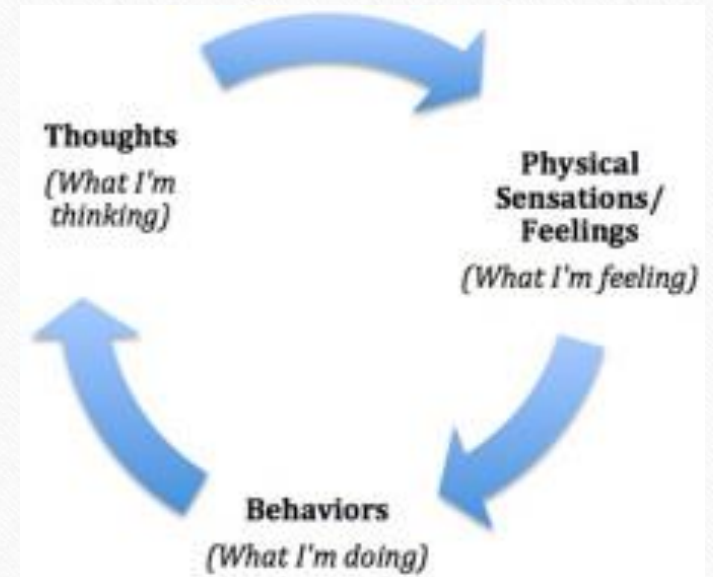 Thoughts
(What I'm
thinking)
Physical
Sensations/
Feelings
(What I'm feeling)
Behaviors
(What I'm doing)